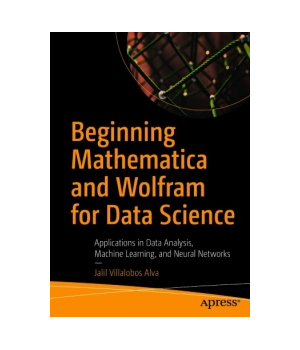 Beginning
Mathematica
and Wolfram
for Data Science
Applications in Data Analysis,
Machine Learning, and Neural Networks
—
Jalil Villalobos Alva
Apress®